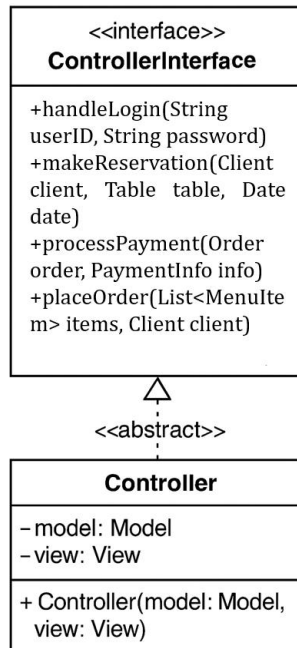 <<interface>>
ControllerInterface
+handleLogin(String
userID, String password)
+makeReservation(Client
client, Table table, Date
date)
+processPayment(Order
order, PaymentInfo info)
+placeOrder(List<MenuIte
m> items, Client client)
<<abstract>>
Controller
– model: Model
– view: View
+ Controller(model: Model,
view: View)